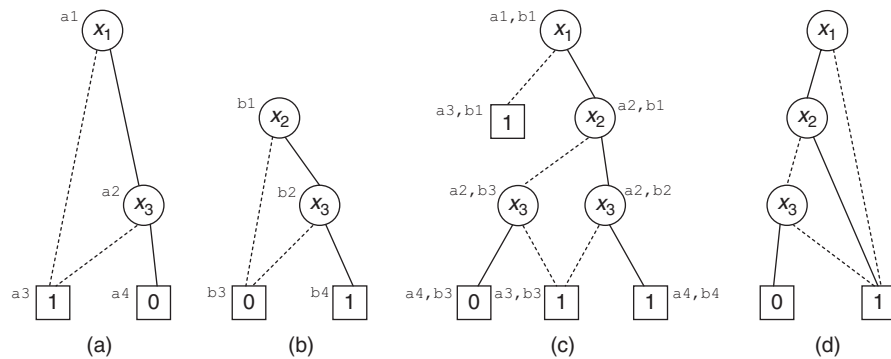 a1 x1
a2 x3
a3 1 a4 0
(a)
b1 x2
b2 x3
b3 0 b4 1
(b)
a1,b1
x1
a3,b1 1 x2 a2,b1
a2,b3 x3 x3 a2,b2
a4,b3 0 a3,b3 1 1 a4,b4
(c)
x1
x2
x3
0 1
(d)